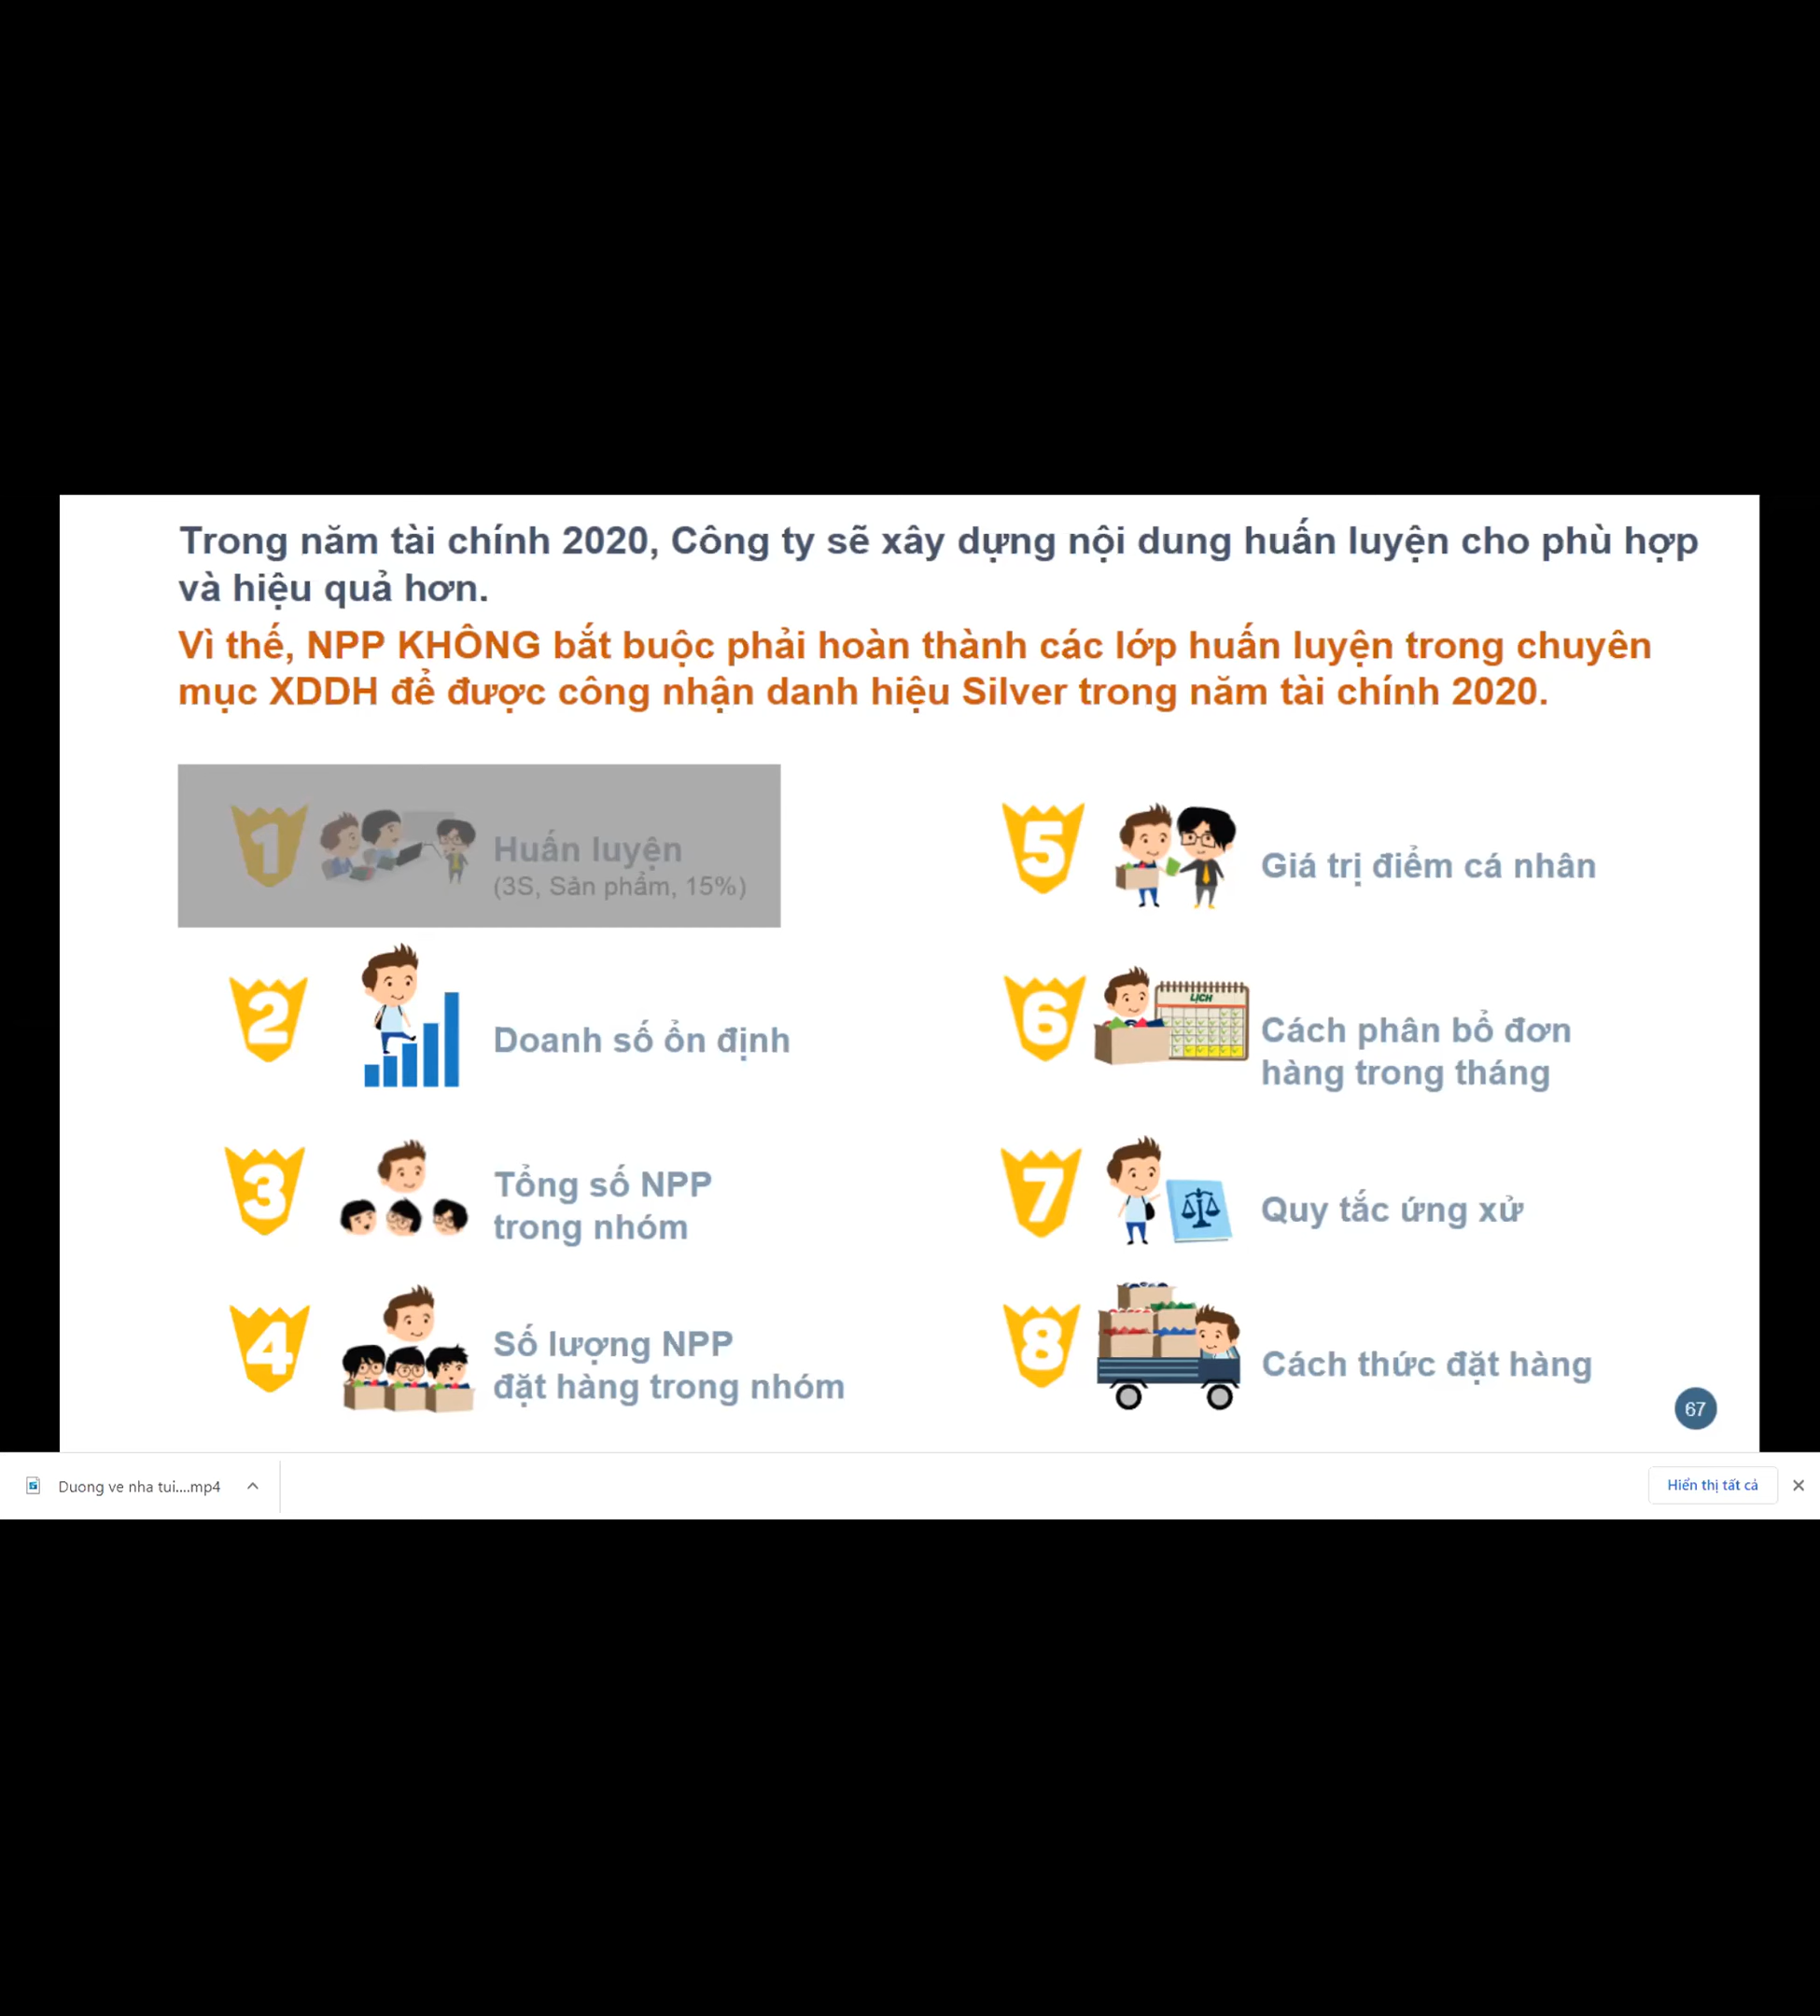 Trong năm tài chính 2020, Công ty sẽ xây dựng nội dung huấn luyện cho phù hợp
và hiệu quả hơn.
Vì thế, NPP KHÔNG bắt buộc phải hoàn thành các lớp huấn luyện trong chuyên
mục XDDH để được công nhận danh hiệu Silver trong năm tài chính 2020.
1
Huấn luyện
(3S, Sản phẩm, 15%)
2
Doanh số ổn định
3
Tổng số NPP
trong nhóm
4
Số lượng NPP
đặt hàng trong nhóm
5
Giá trị điểm cá nhân
6
LỊCH
Cách phân bổ đơn
hàng trong tháng
7
Quy tắc ứng xử
8
Cách thức đặt hàng
67
Duong ve nha tui....mp4
Hiển thị tất cả